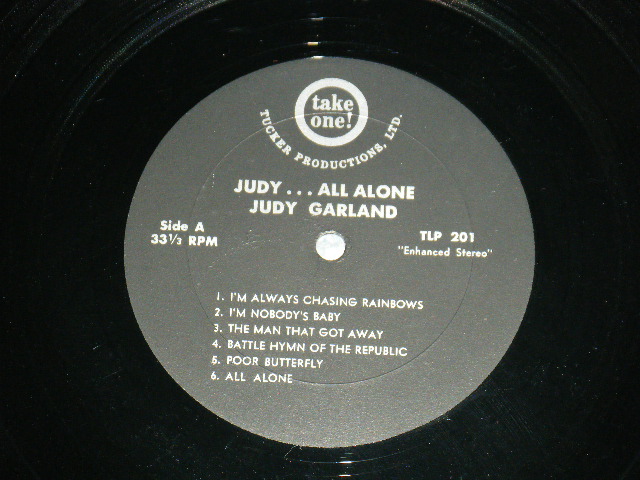 take
one!
TUCKER PRODUCTIONS, LTD.
JUDY...ALL ALONE
JUDY GARLAND
Side A
33 1/3 RPM
TLP 201
"Enhanced Stereo"
1. I'M ALWAYS CHASING RAINBOWS
2. I'M NOBODY'S BABY
3. THE MAN THAT GOT AWAY
4. BATTLE HYMN OF THE REPUBLIC
5. POOR BUTTERFLY
6. ALL ALONE